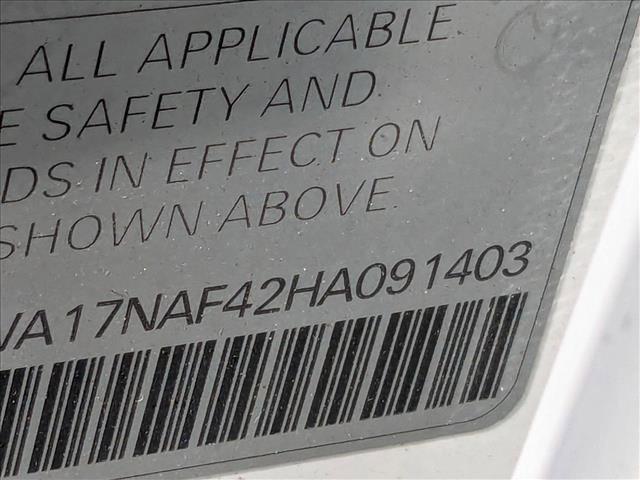 ALL APPLICABLE
E SAFETY AND
DS IN EFFECT ON
SHOWN ABOVE.
VA17NAF42HA091403